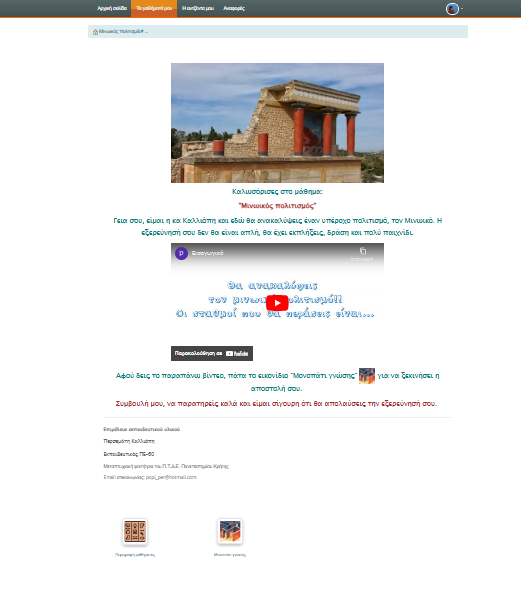 Αρχική σελίδα Τα μαθήματά μου Η ατζέντα μου Αναφορές
Μινωικός πολιτισμός
Καλωσόρισες στο μάθημα:
"Μινωικός πολιτισμός"
Γεια σου, είμαι η κα Καλλιόπη και εδώ θα ανακαλύψεις έναν υπέροχο πολιτισμό, τον Μινωικό. Η
εξερεύνησή σου δεν θα είναι απλή, θα έχει εκπλήξεις, δράση και πολύ παιχνίδι.
P Εισαγωγικό
Θα ανακαλύψεις
τον μινωικό πολιτισμό!!
Οι σταθμοί που θα περάσεις είναι...
Παρακολούθηση σε YouTube
Αφού δεις το παραπάνω βίντεο, πάτα το εικονίδιο "Μονοπάτι γνώσης" για να ξεκινήσει η
αποστολή σου.
Συμβουλή μου, να παρατηρείς καλά και είμαι σίγουρη ότι θα απολαύσεις την εξερεύνησή σου.
Επιμέλεια εκπαιδευτικού υλικού
Περσεμάτη Καλλιόπη
Εκπαιδευτικός ΠΕ-60
Μεταπτυχιακή φοιτήτρια του Π.Τ.Δ.Ε. Πανεπιστημίου Κρήτης
Email επικοινωνίας: popi_per@hotmail.com
Περιγραφή μαθήματος Μονοπάτι γνώσης